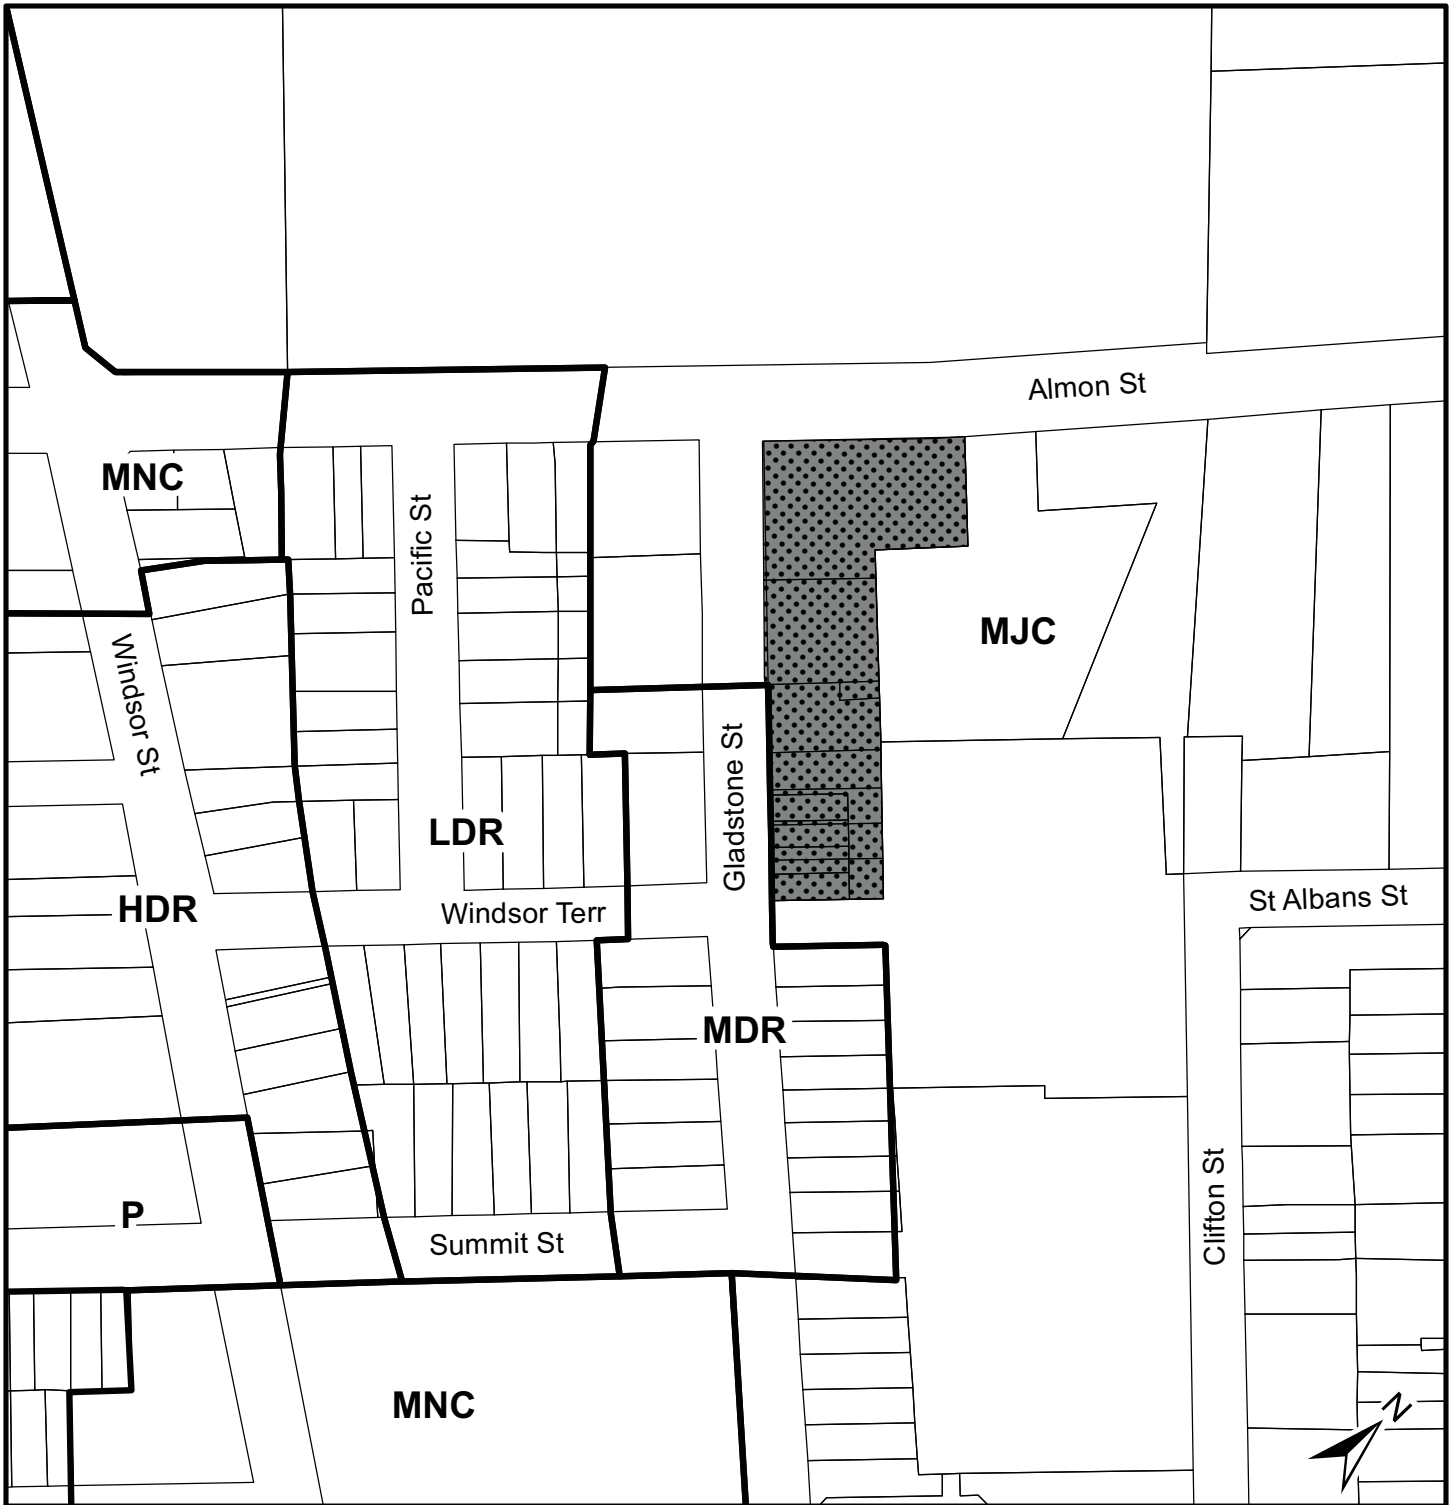 Almon St
MNC
Pacific St
MJC
Windsor St
Gladstone St
LDR
HDR
Windsor Terr
St Albans St
MDR
Clifton St
P
Summit St
MNC
N